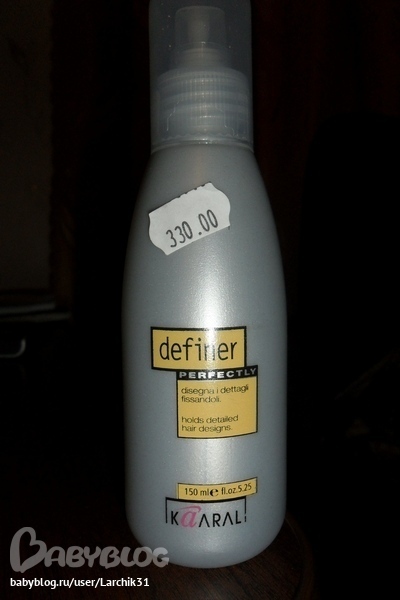 330.00
definer
PERFECTLY
disegna i dettagli
fissandoli.
holds detailed
hair designs.
150 ml e fl.oz.5.25
K@ARAL
BABYBLOG
babyblog.ru/user/Larchik31